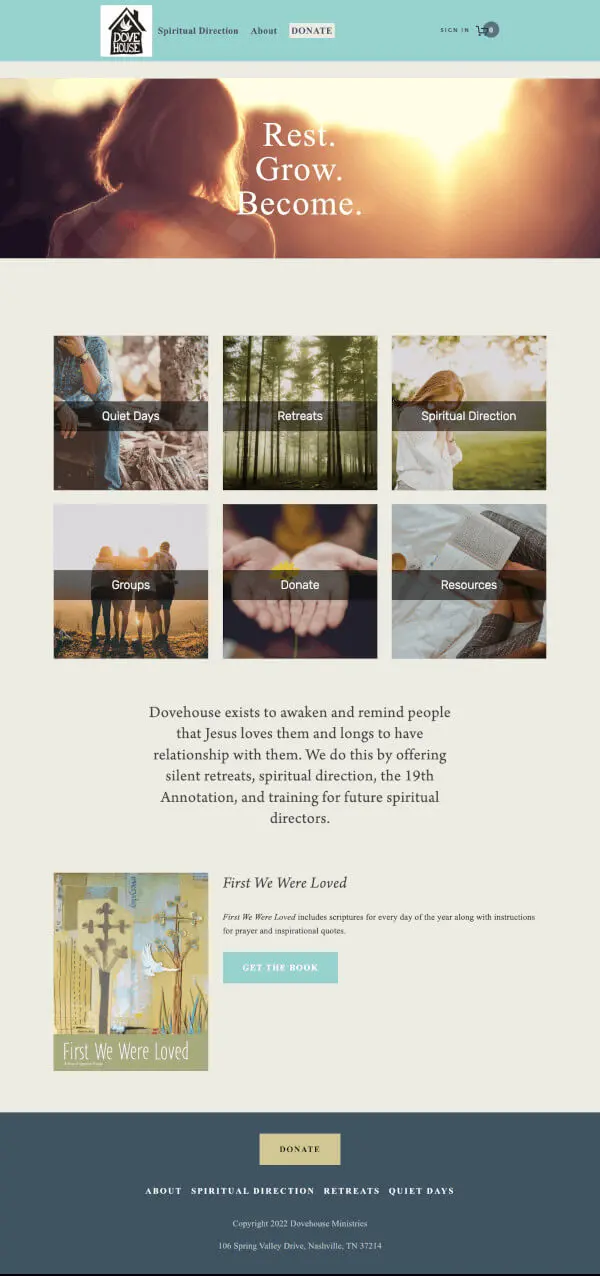 DOVE
HOUSE
Spiritual Direction About DONATE
SIGN IN 0
Rest.
Grow.
Become.
Quiet Days Retreats Spiritual Direction
Groups Donate Resources
Dovehouse exists to awaken and remind people
that Jesus loves them and longs to have
relationship with them. We do this by offering
silent retreats, spiritual direction, the 19th
Annotation, and training for future spiritual
directors.
First We Were Loved
First We Were Loved includes scriptures for every day of the year along with instructions
for prayer and inspirational quotes.
GET THE BOOK
First We Were Loved
DONATE
ABOUT SPIRITUAL DIRECTION RETREATS QUIET DAYS
Copyright 2022 Dovehouse Ministries
106 Spring Valley Drive, Nashville, TN 37214